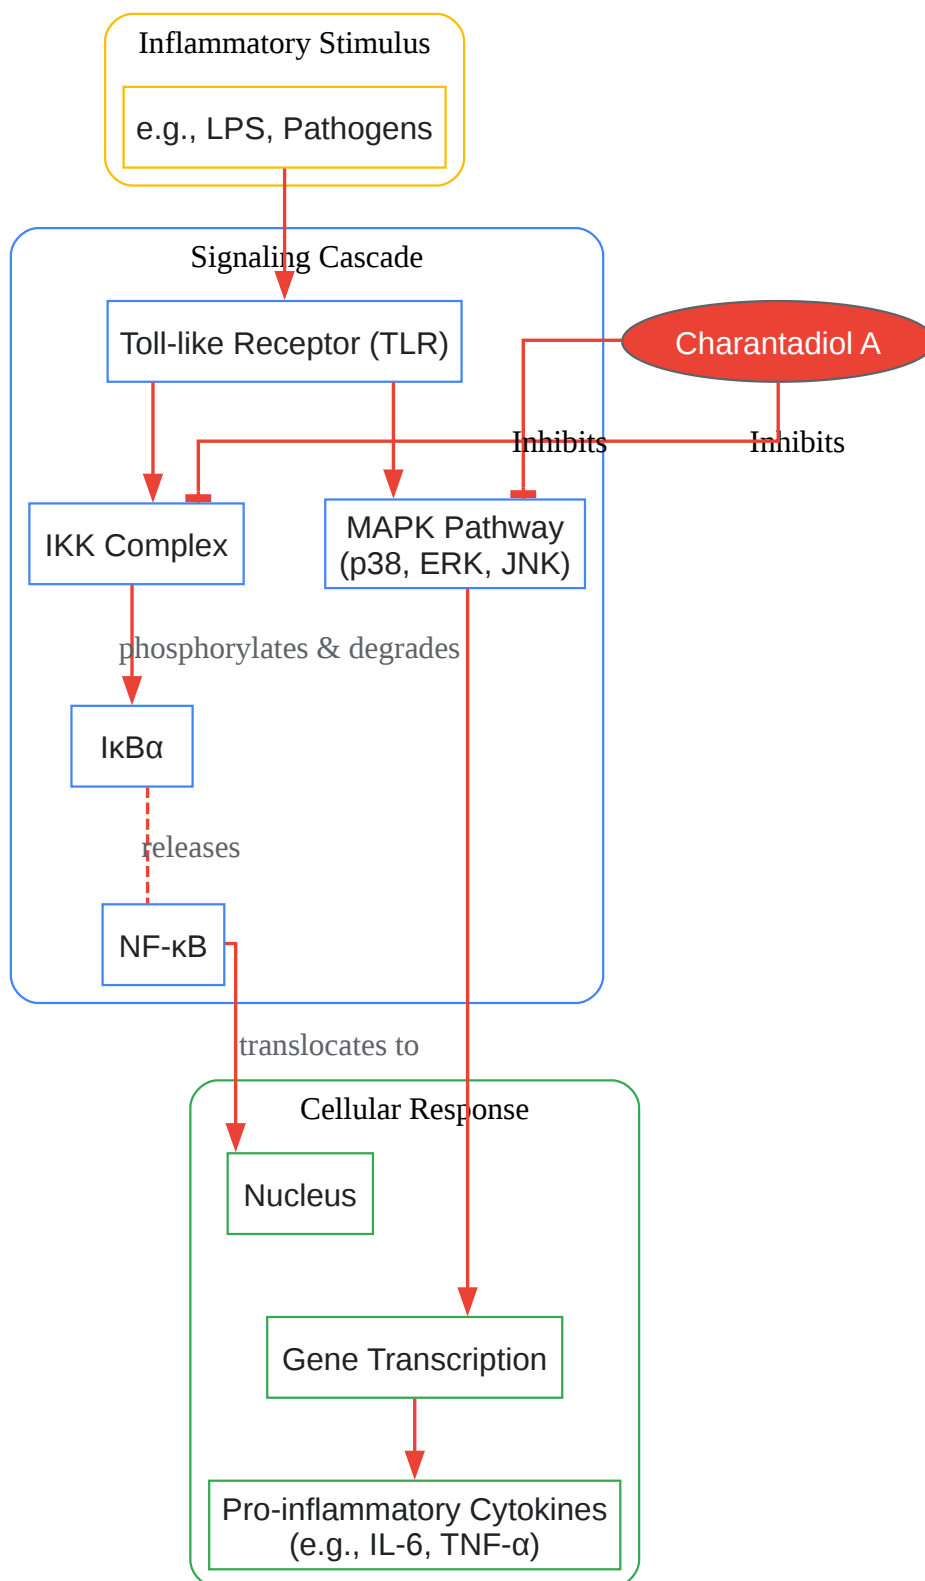 Inflammatory Stimulus
e.g., LPS, Pathogens
Signaling Cascade
Toll-like Receptor (TLR)
Charantadiol A
Inhibits
Inhibits
IKK Complex
MAPK Pathway
(p38, ERK, JNK)
phosphorylates & degrades
IκBα
releases
NF-κB
translocates to
Cellular Response
Nucleus
Gene Transcription
Pro-inflammatory Cytokines
(e.g., IL-6, TNF-α)